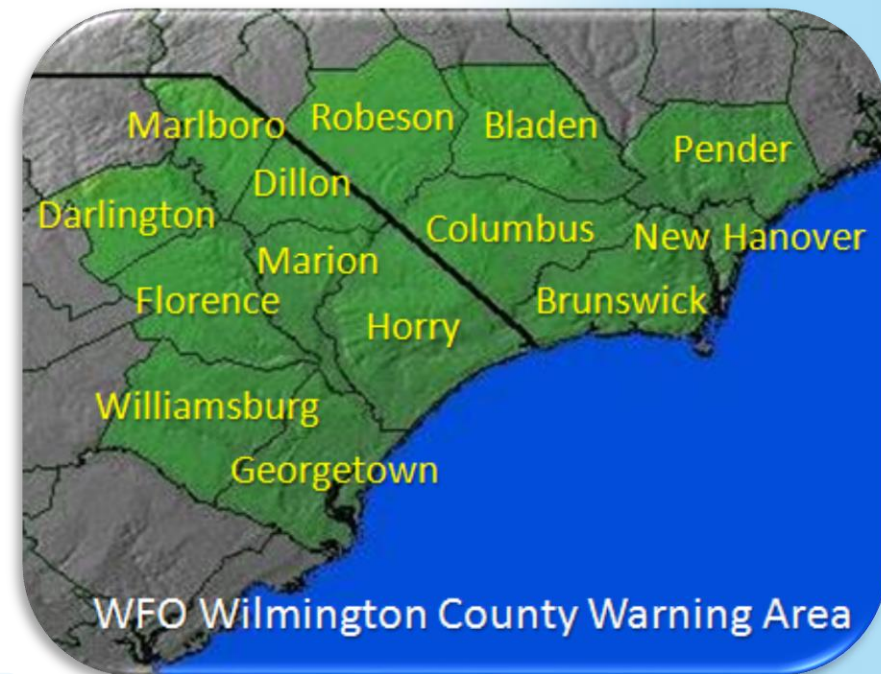 Marlboro
Robeson
Bladen
Pender
Dillon
Darlington
Columbus
New Hanover
Marion
Florence
Brunswick
Horry
Williamsburg
Georgetown
WFO Wilmington County Warning Area